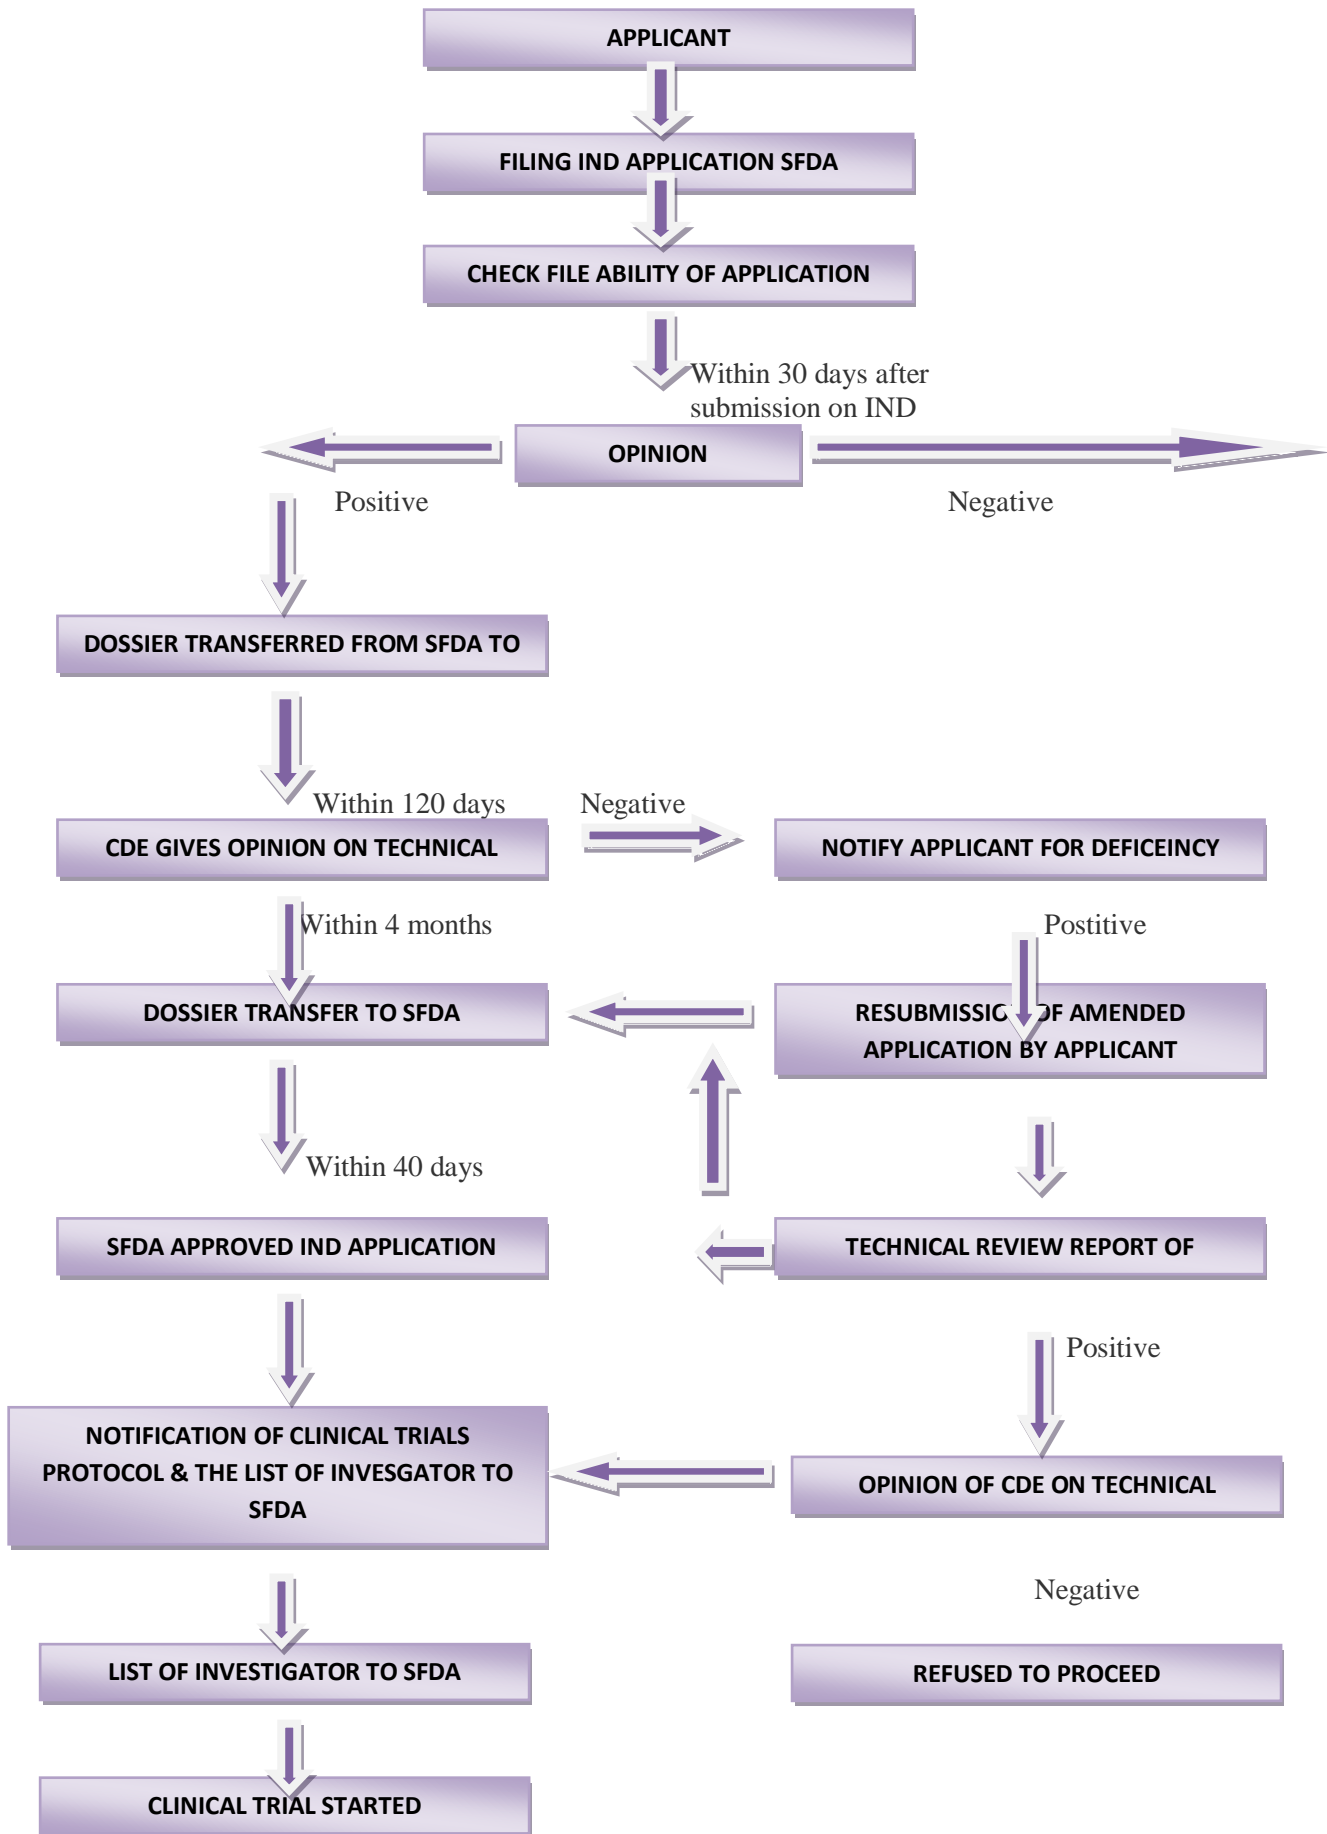 APPLICANT
FILING IND APPLICATION SFDA
CHECK FILE ABILITY OF APPLICATION
Within 30 days after
submission on IND
OPINION
Positive
Negative
DOSSIER TRANSFERRED FROM SFDA TO
Within 120 days
Negative
CDE GIVES OPINION ON TECHNICAL
NOTIFY APPLICANT FOR DEFICEINCY
Within 4 months
Postitive
DOSSIER TRANSFER TO SFDA
RESUBMISSION OF AMENDED
APPLICATION BY APPLICANT
Within 40 days
SFDA APPROVED IND APPLICATION
TECHNICAL REVIEW REPORT OF
Positive
NOTIFICATION OF CLINICAL TRIALS
PROTOCOL & THE LIST OF INVESGATOR TO
SFDA
OPINION OF CDE ON TECHNICAL
Negative
LIST OF INVESTIGATOR TO SFDA
REFUSED TO PROCEED
CLINICAL TRIAL STARTED